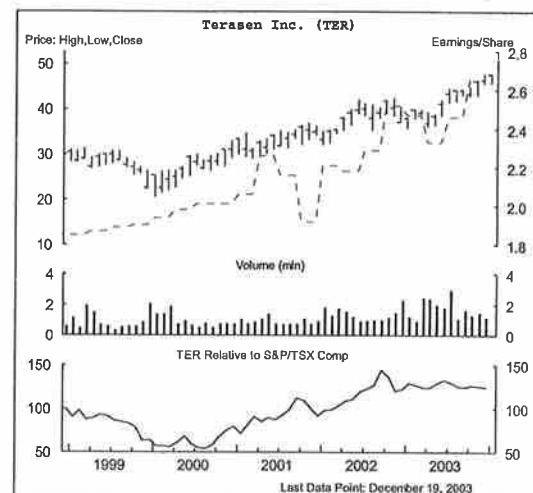 Terasen Inc. (TER)
Price: High,Low,Close Earnings/Share
50 2.8
40 2.6
30 2.4
20 2.2
10 2.0
1.8
Volume (mln)
4 4
2 2
0 0
TER Relative to S&P/TSX Comp
150 150
100 100
50 50
1999 2000 2001 2002 2003
Last Data Point: December 19, 2003